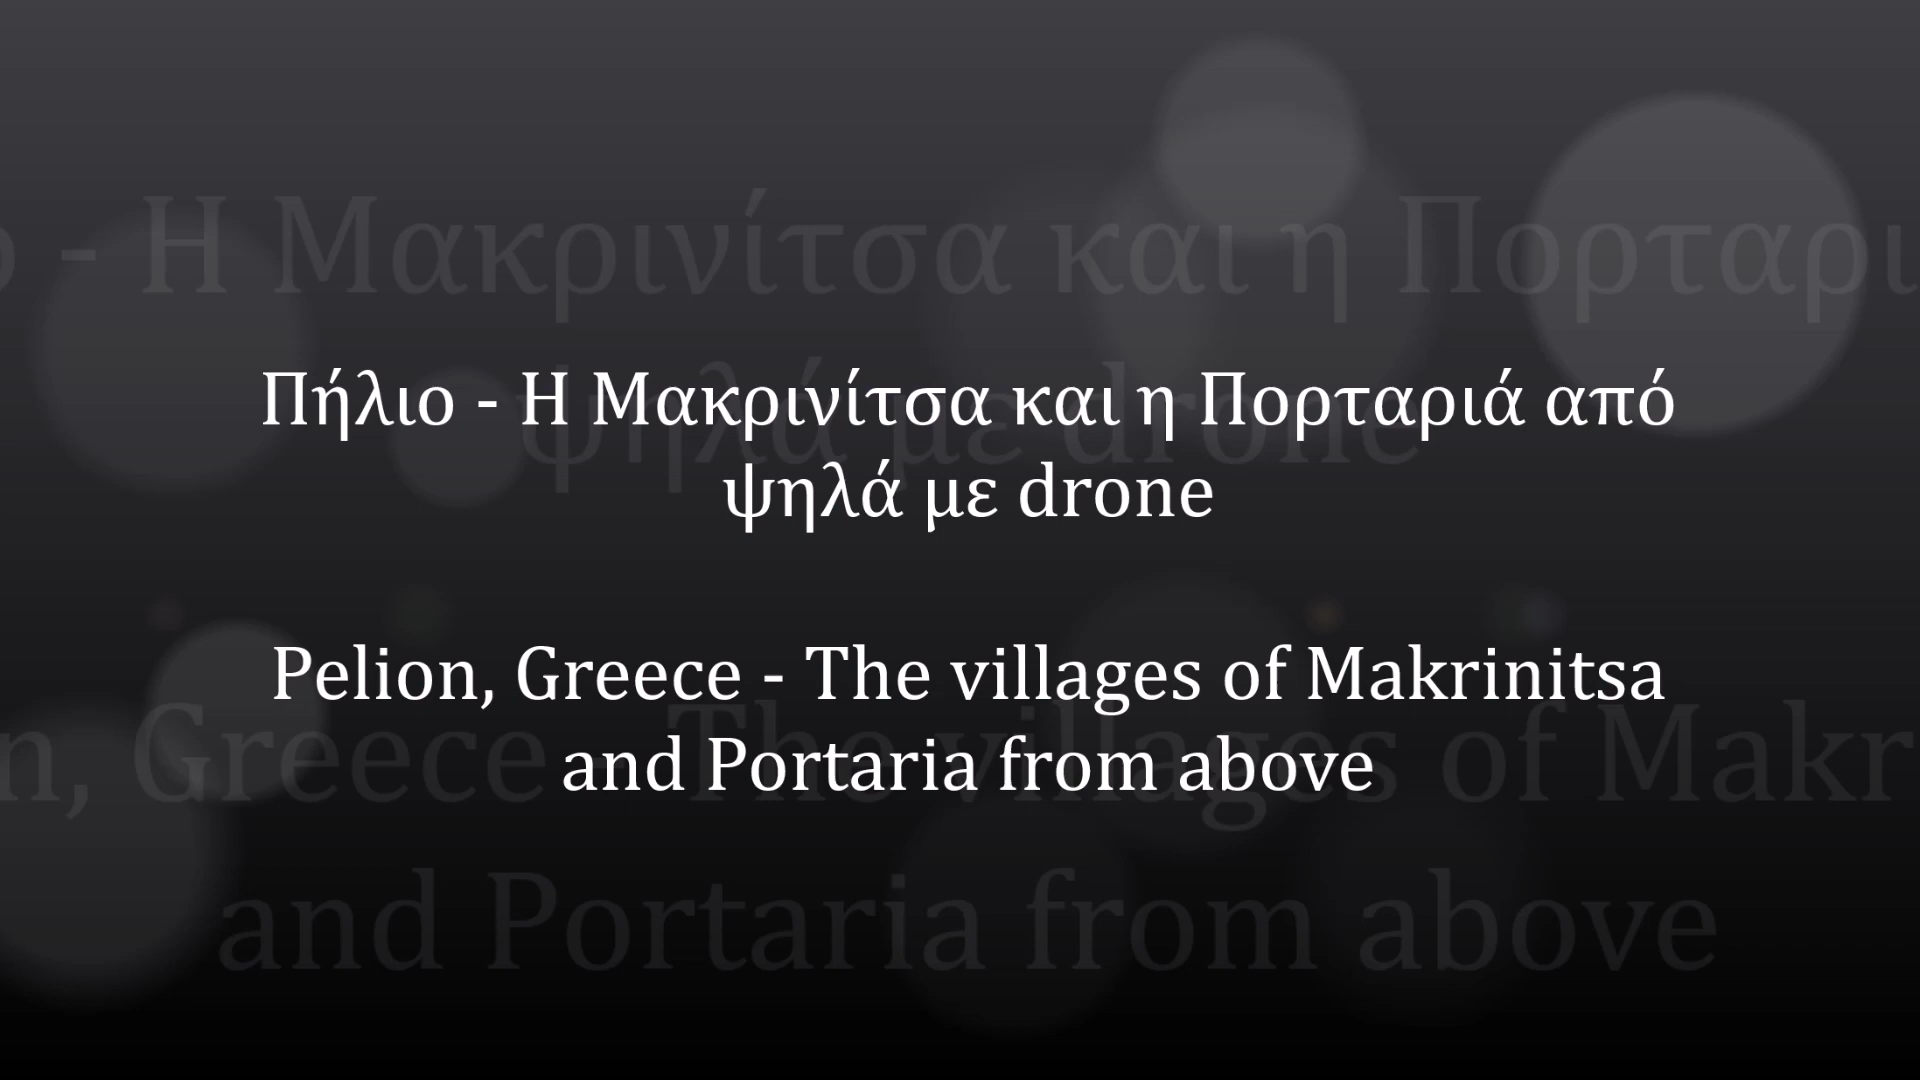 Πήλιο - Η Μακρινίτσα και η Πορταριά από
ψηλά με drone
Pelion, Greece - The villages of Makrinitsa
and Portaria from above